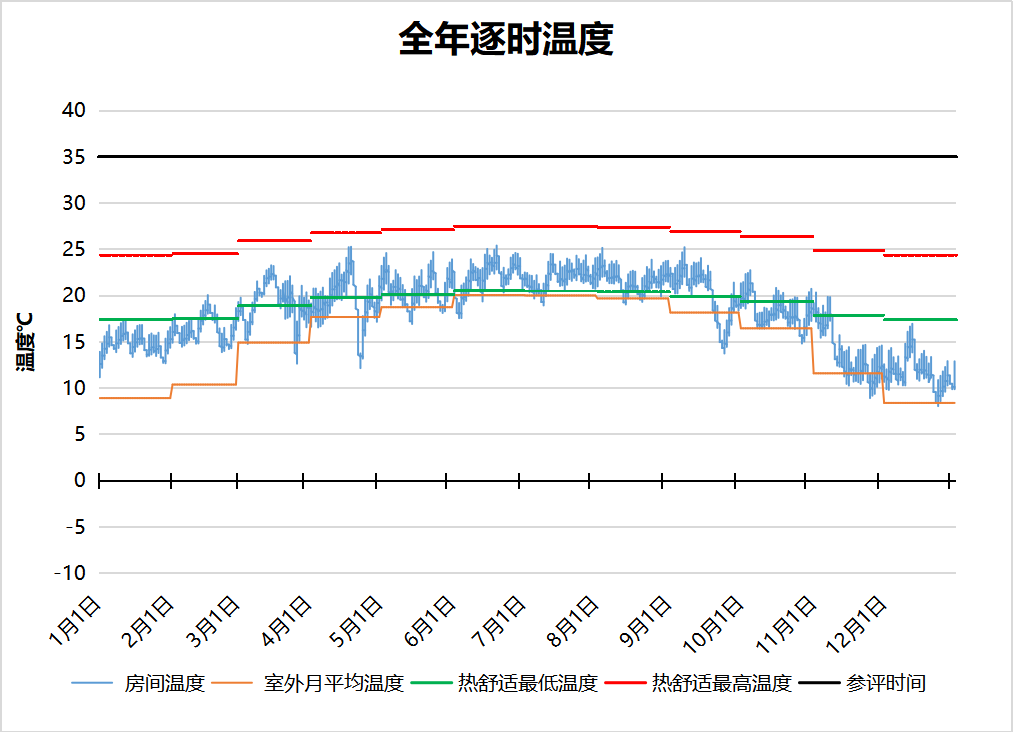 全年逐时温度
40
35
30
25
20
15
10
5
0
-5
-10
温度℃
1月1日
2月1日
3月1日
4月1日
5月1日
6月1日
7月1日
8月1日
9月1日
10月1日
11月1日
12月1日
房间温度 室外月平均温度 热舒适最低温度 热舒适最高温度 参评时间